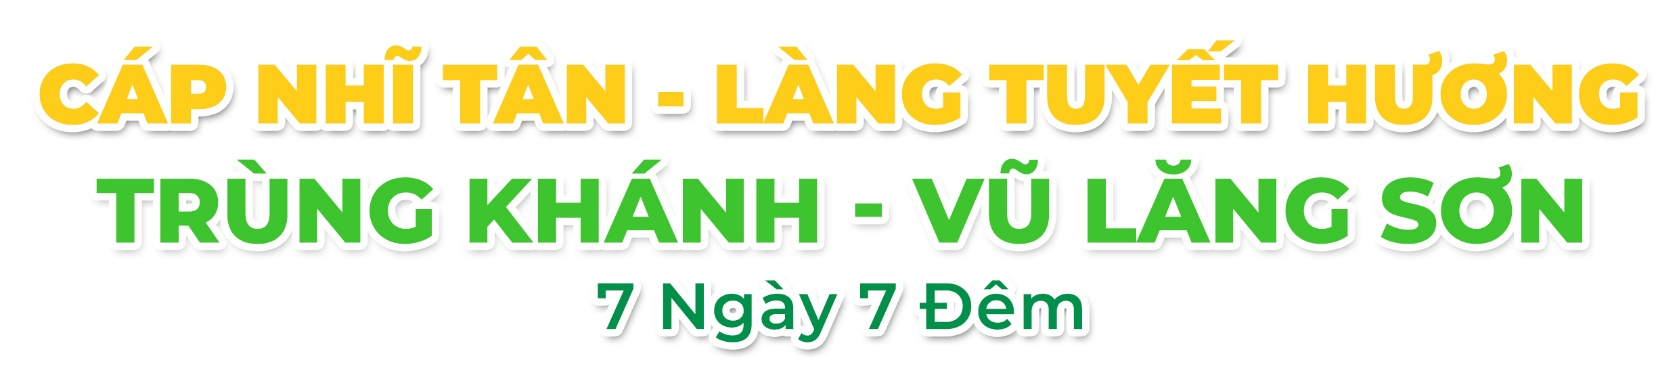 CÁP NHĨ TÂN - LÀNG TUYẾT HƯƠNG
TRÙNG KHÁNH - VŨ LĂNG SƠN
7 Ngày 7 Đêm